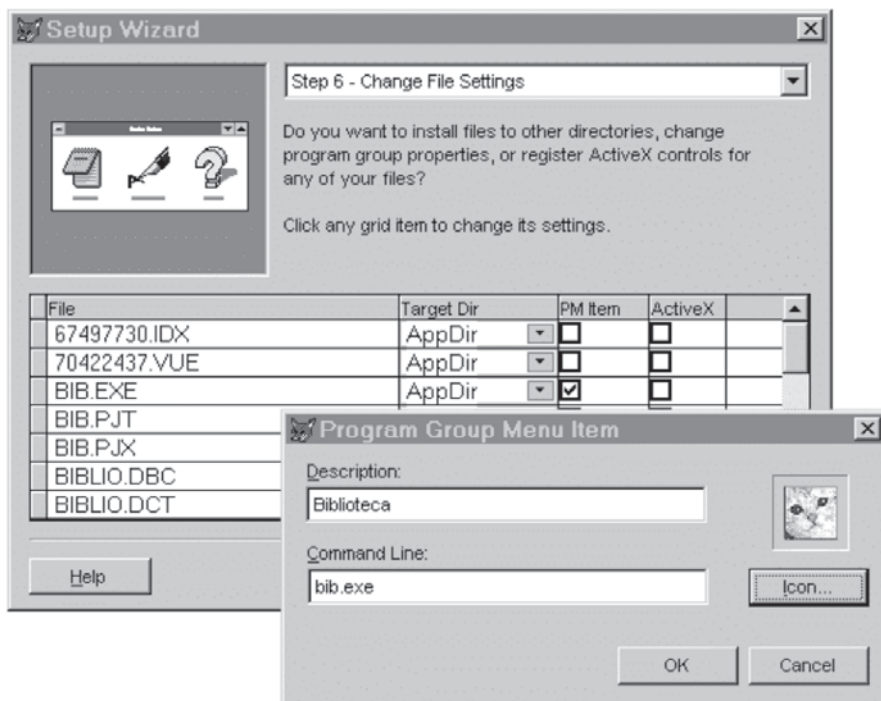 Setup Wizard
Step 6 - Change File Settings
Do you want to install files to other directories, change
program group properties, or register ActiveX controls for
any of your files?
Click any grid item to change its settings.
File Target Dir PM Item ActiveX
67497730.IDX AppDir
70422437.VUE AppDir
BIB.EXE AppDir
BIB.PJT
BIB.PJX
BIBLIO.DBC
BIBLIO.DCT
Help
Program Group Menu Item
Description:
Biblioteca
Command Line:
bib.exe
Icon...
OK Cancel